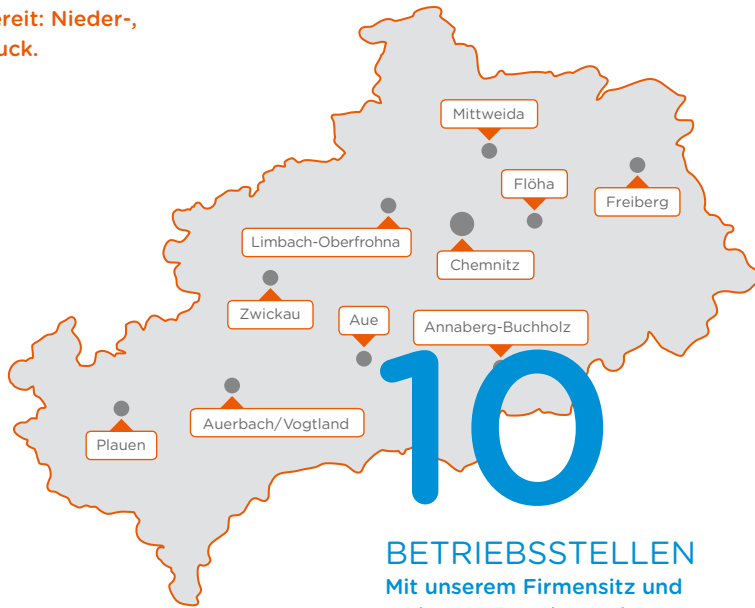 ereit: Nieder-,
uck.
Mittweida
Flöha
Freiberg
Limbach-Oberfrohna
Chemnitz
Zwickau
Aue
Annaberg-Buchholz
Auerbach/Vogtland
Plauen
10
BETRIEBSSTELLEN
Mit unserem Firmensitz und